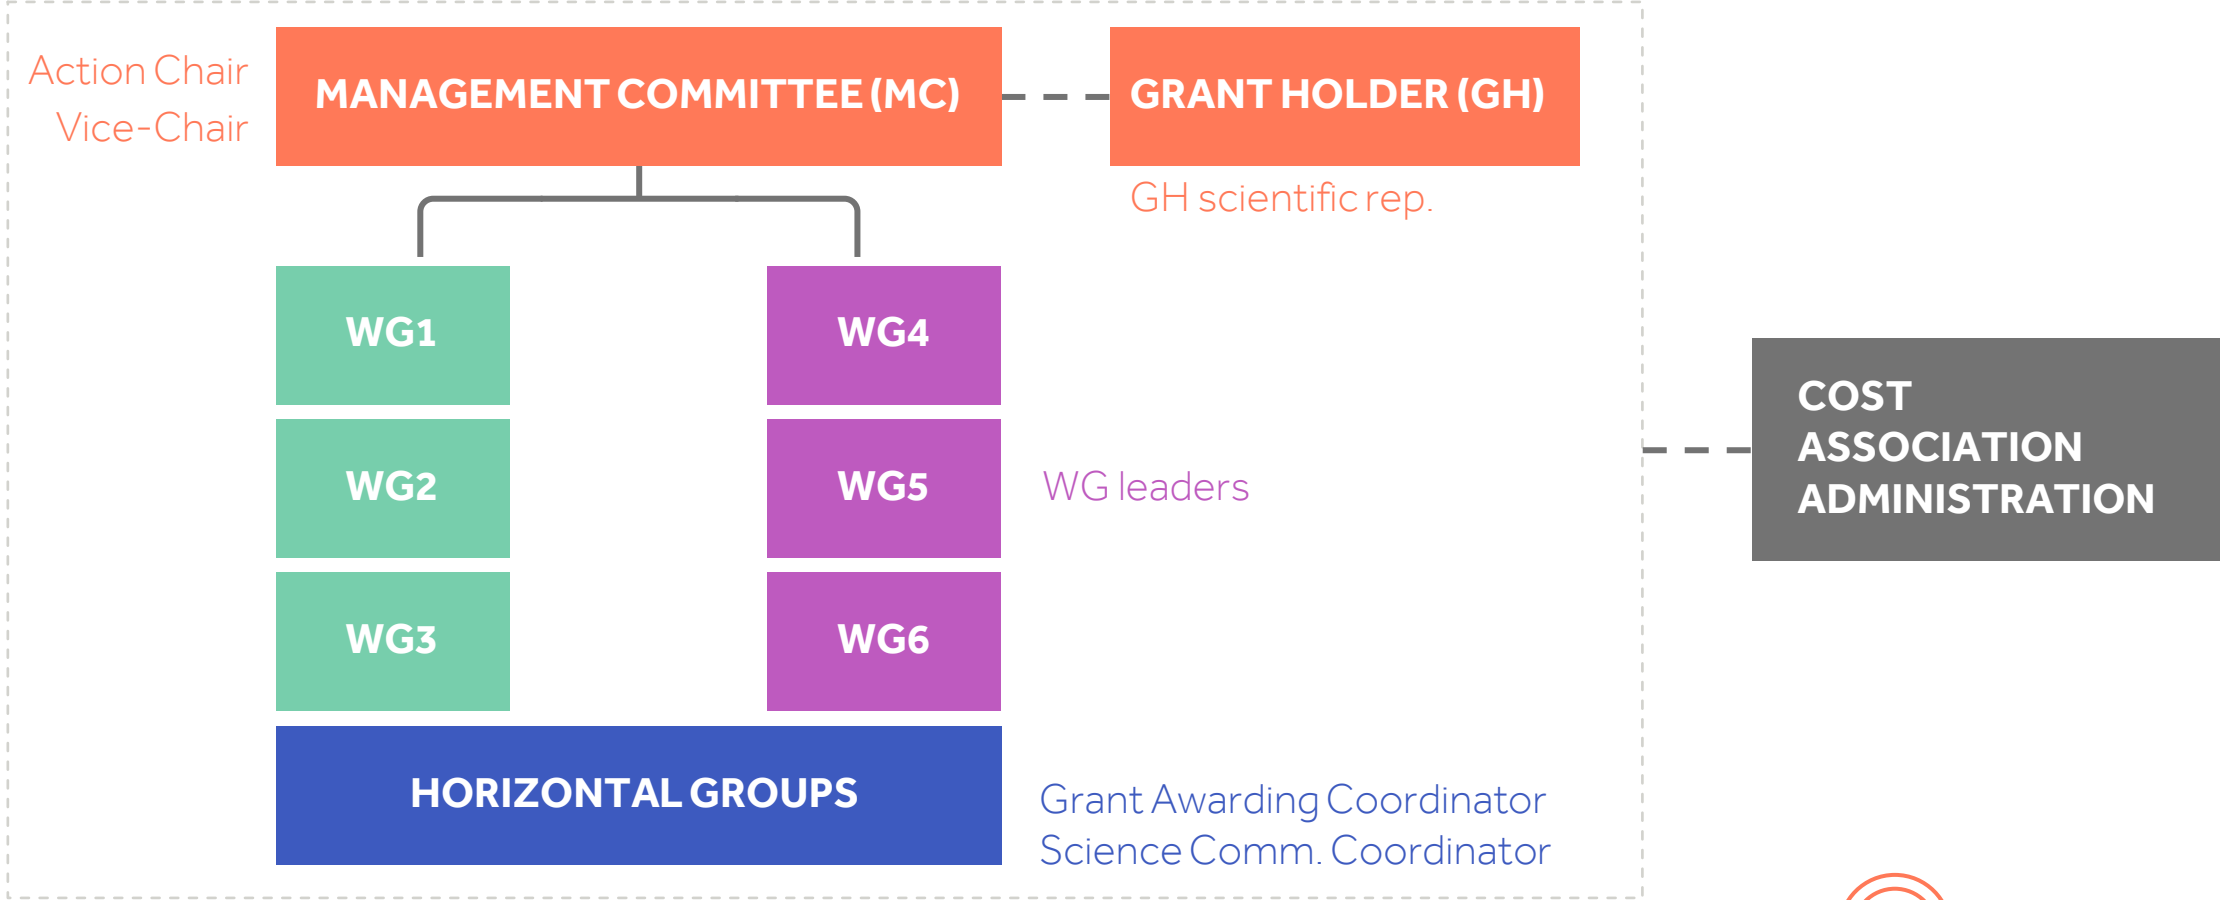 Action Chair
Vice-Chair
MANAGEMENT COMMITTEE (MC)
GRANT HOLDER (GH)
GH scientific rep.
WG1
WG4
WG2
WG5
WG leaders
WG3
WG6
HORIZONTAL GROUPS
Grant Awarding Coordinator
Science Comm. Coordinator
COST
ASSOCIATION
ADMINISTRATION